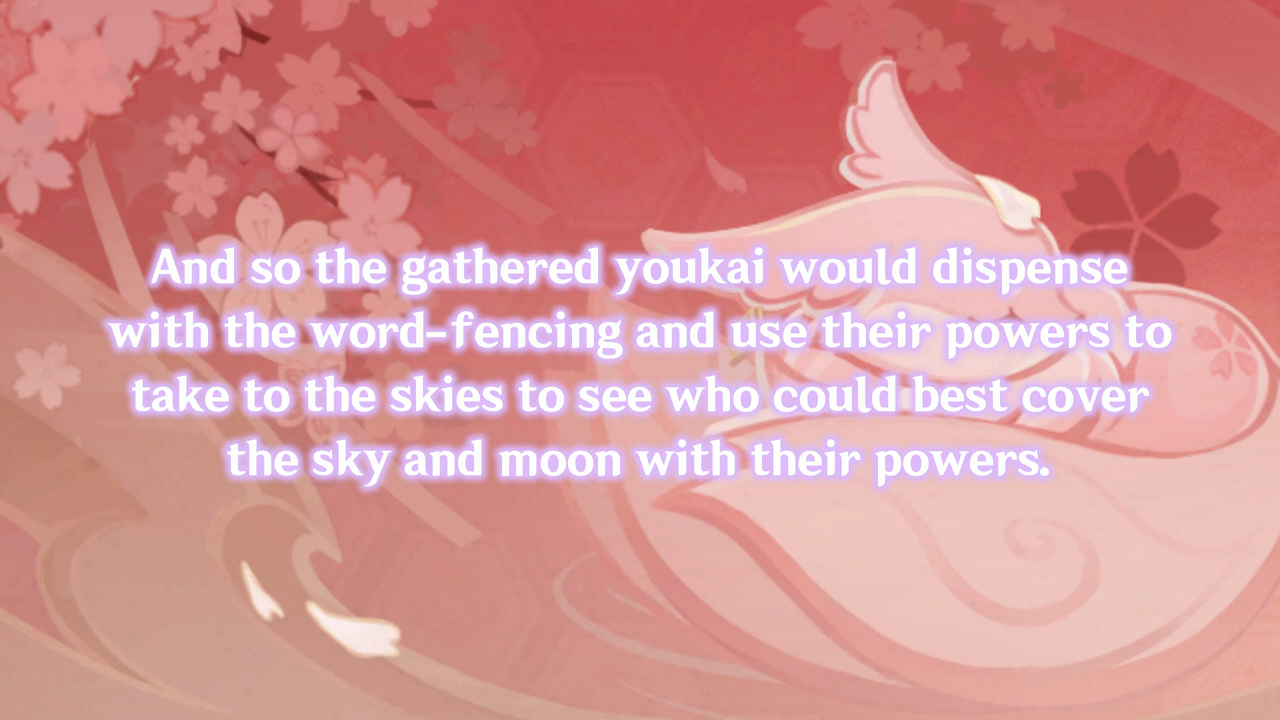 And so the gathered youkai would dispense
with the word-fencing and use their powers to
take to the skies to see who could best cover
the sky and moon with their powers.